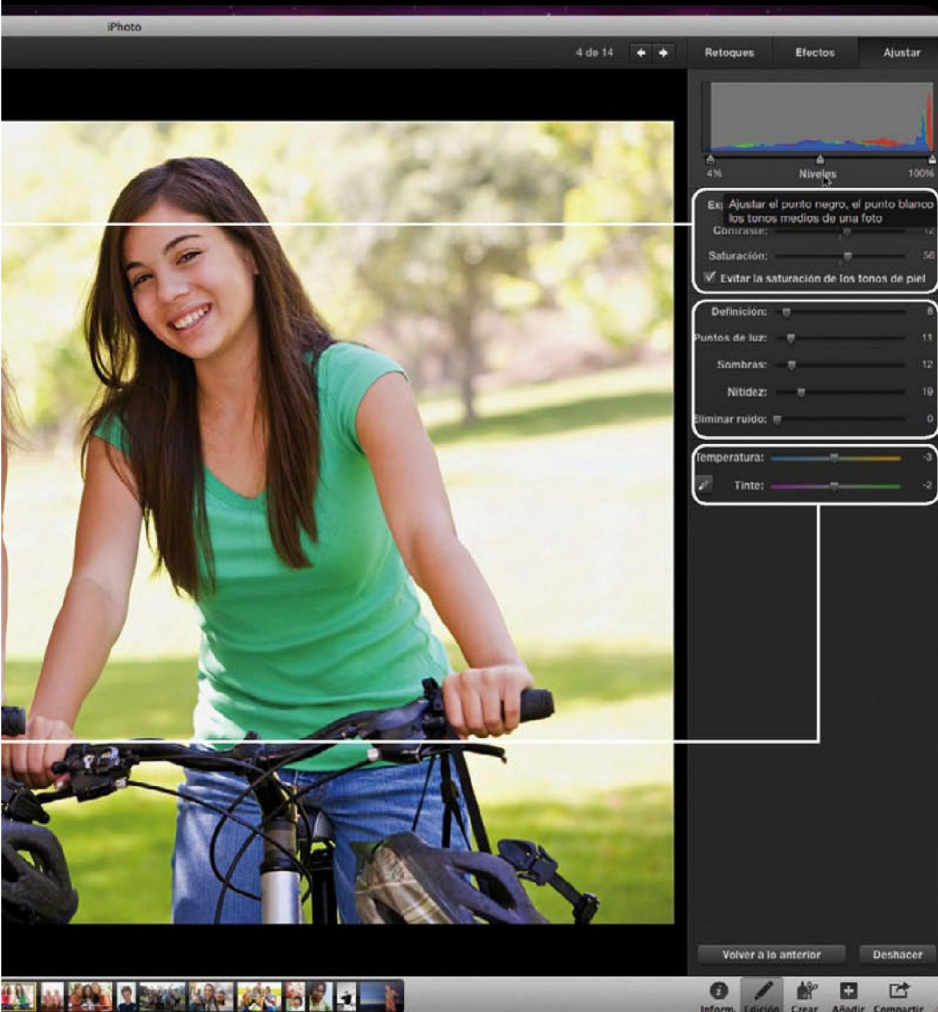 iPhoto
4 de 14
Retoques Efectos Ajustar
4% Niveles 100%
Ajustar el punto negro, el punto blanco
los tonos medios de una foto
Contraste: 12
Saturación: 56
Evitar la saturación de los tonos de piel
Definición: 8
Puntos de luz: 11
Sombras: 12
Nitidez: 19
Eliminar ruido: 0
Temperatura: -3
Tinte: -2
Volver a lo anterior Deshacer
Inform. Edición Crear Añadir Compartir